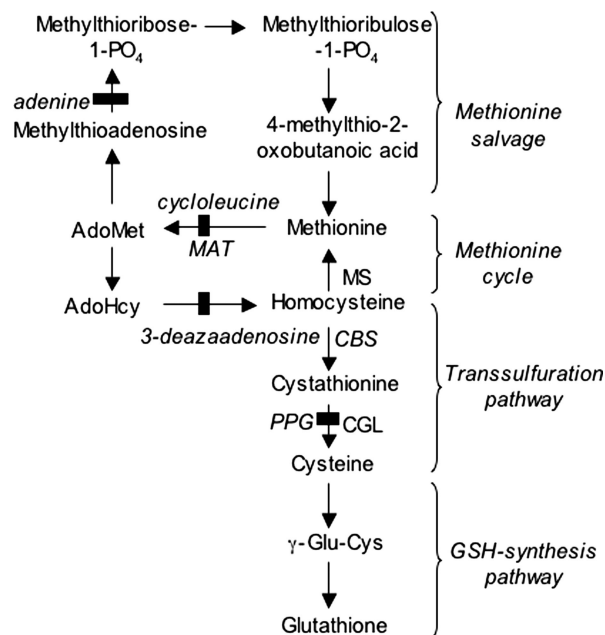 Methylthioribose-
1-PO4
Methylthioribulose
-1-PO4
adenine
Methylthioadenosine
4-methylthio-2-
oxobutanoic acid
Methionine
salvage
cycloleucine
AdoMet
Methionine
MAT
Methionine
cycle
MS
AdoHcy
Homocysteine
3-deazaadenosine
CBS
Cystathionine
Transsulfuration
pathway
PPG
CGL
Cysteine
γ-Glu-Cys
GSH-synthesis
pathway
Glutathione